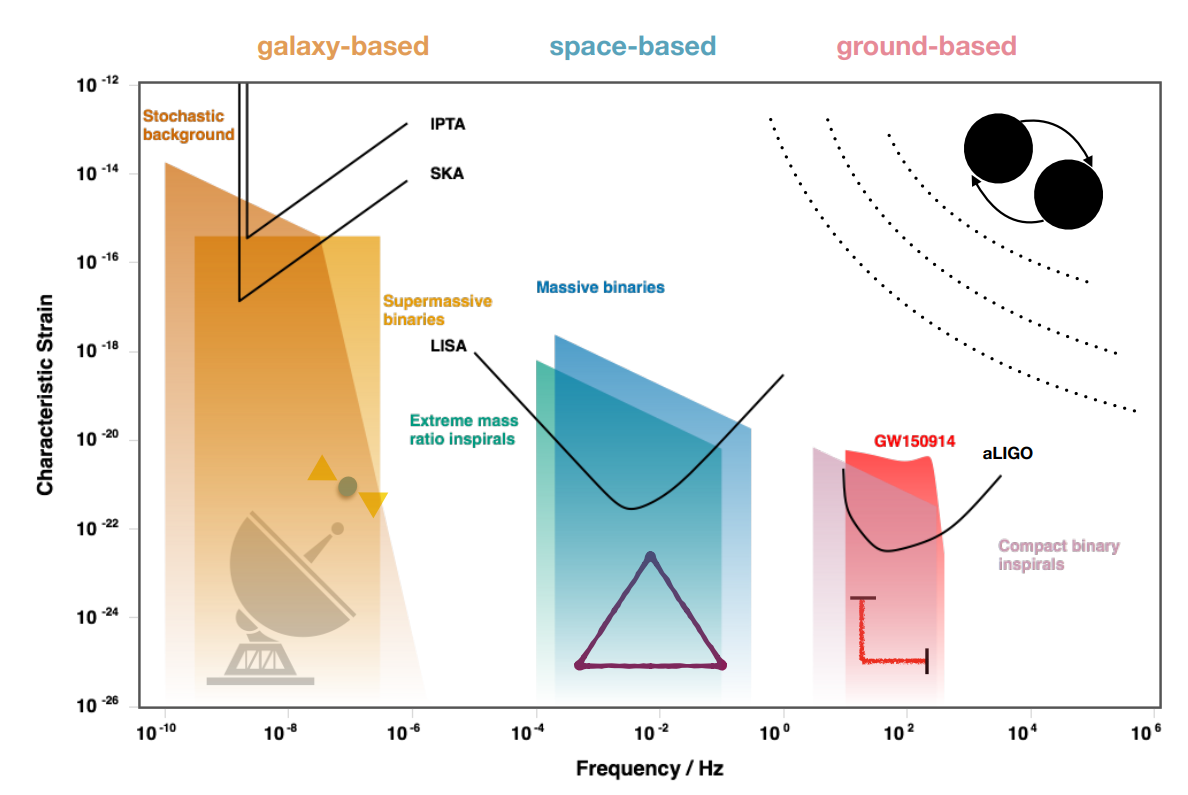 galaxy-based
space-based
ground-based
10 -12
10 -14
10 -16
10 -18
10 -20
10 -22
10 -24
10 -26
Characteristic Strain
Stochastic
background
IPTA
SKA
Supermassive
binaries
LISA
Massive binaries
Extreme mass
ratio inspirals
GW150914
aLIGO
Compact binary
inspirals
10 -10
10 -8
10 -6
10 -4
10 -2
10 0
10 2
10 4
10 6
Frequency / Hz